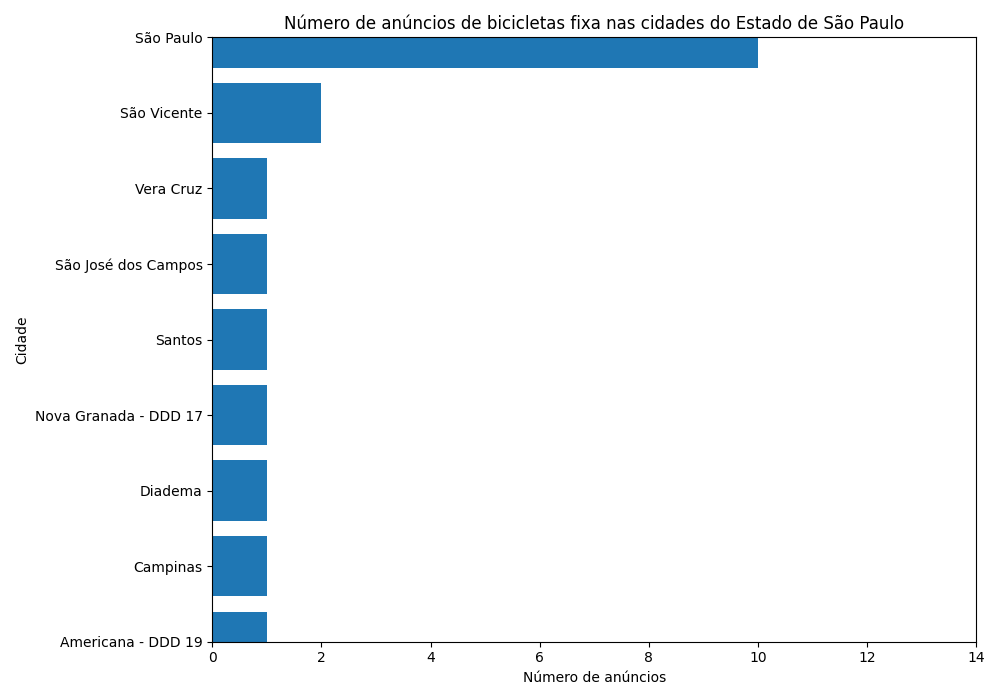 Número de anúncios de bicicletas fixa nas cidades do Estado de São Paulo
São Paulo
São Vicente
Vera Cruz
São José dos Campos
Santos
Nova Granada - DDD 17
Diadema
Campinas
Americana - DDD 19
Cidade
0 2 4 6 8 10 12 14
Número de anúncios